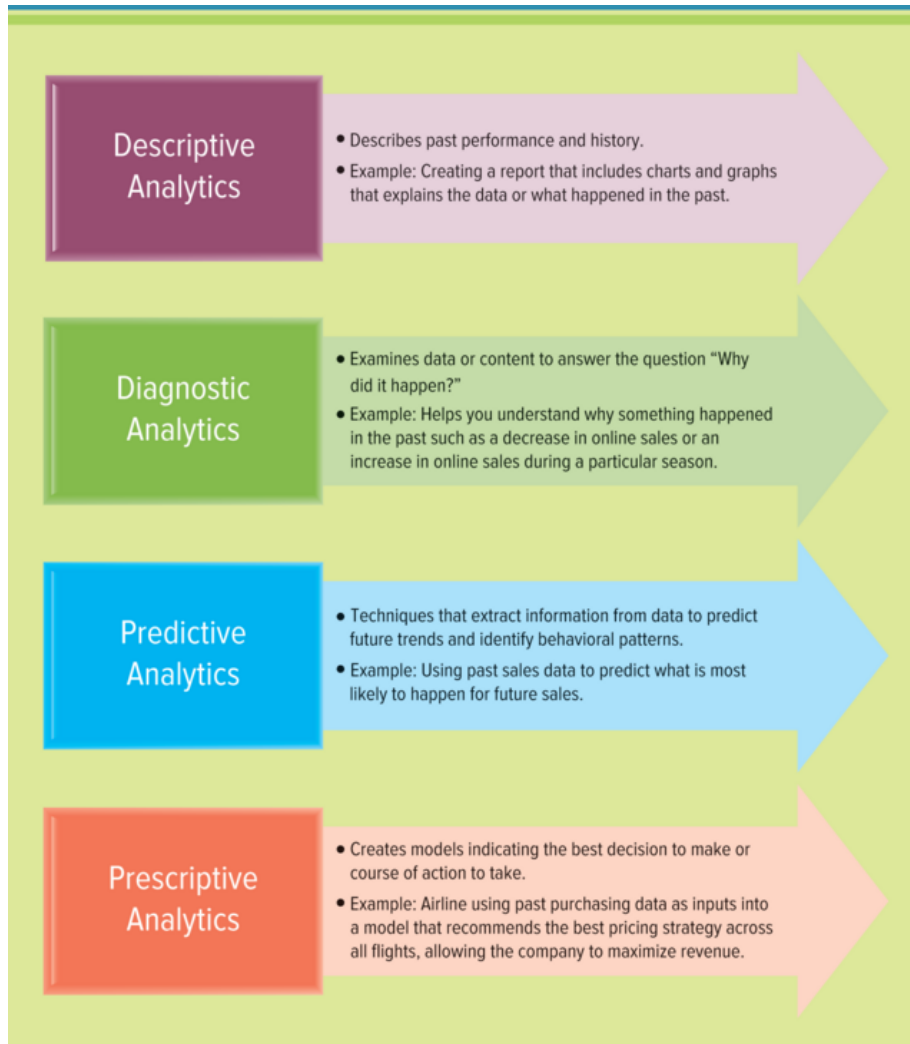 Descriptive
Analytics
• Describes past performance and history.
• Example: Creating a report that includes charts and graphs
that explains the data or what happened in the past.
Diagnostic
Analytics
• Examines data or content to answer the question “Why
did it happen?”
• Example: Helps you understand why something happened
in the past such as a decrease in online sales or an
increase in online sales during a particular season.
Predictive
Analytics
• Techniques that extract information from data to predict
future trends and identify behavioral patterns.
• Example: Using past sales data to predict what is most
likely to happen for future sales.
Prescriptive
Analytics
• Creates models indicating the best decision to make or
course of action to take.
• Example: Airline using past purchasing data as inputs into
a model that recommends the best pricing strategy across
all flights, allowing the company to maximize revenue.